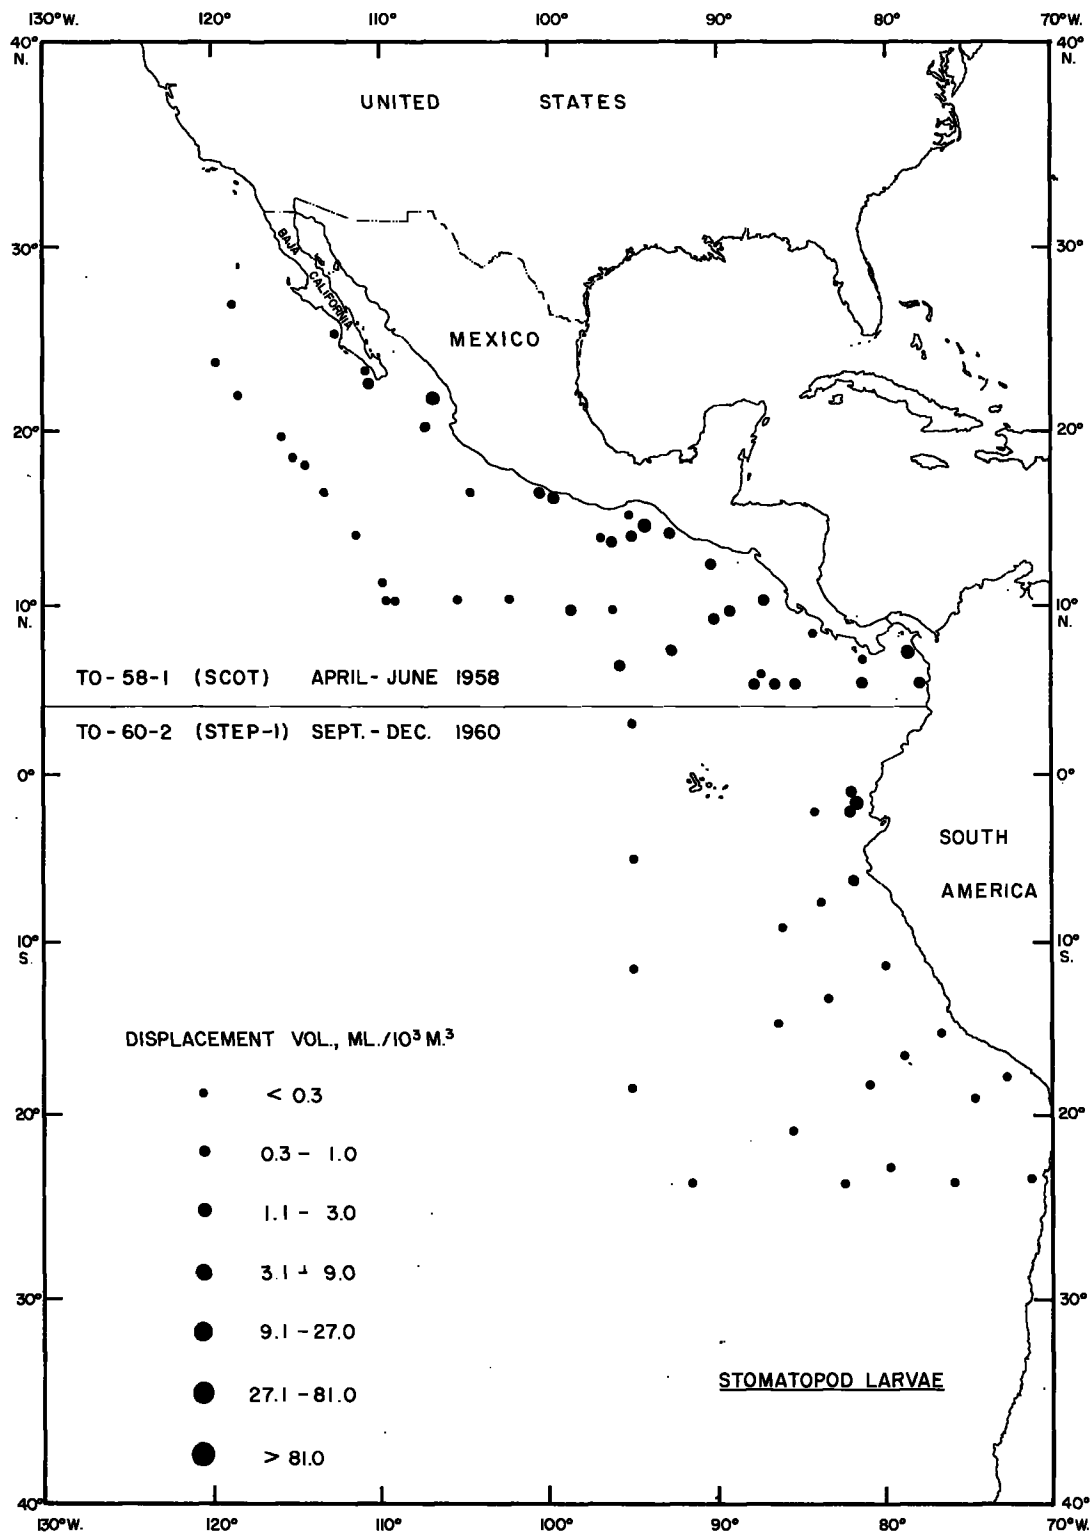 130°W. 120° 110° 100° 90° 80° 70°W.
40° N. 40° N.
UNITED STATES
30° 30°
BAJA CALIFORNIA
MEXICO
20° 20°
10° N. 10° N.
TO-58-1 (SCOT) APRIL-JUNE 1958
TO-60-2 (STEP-1) SEPT.-DEC. 1960
0° 0°
SOUTH
AMERICA
10° S. 10° S.
DISPLACEMENT VOL., ML./10³ M.³
< 0.3
0.3 - 1.0
20° 20°
1.1 - 3.0
3.1 - 9.0
30° 30°
9.1 - 27.0
STOMATOPOD LARVAE
27.1 - 81.0
> 81.0
40° 40°
130°W. 120° 110° 100° 90° 80° 70°W.